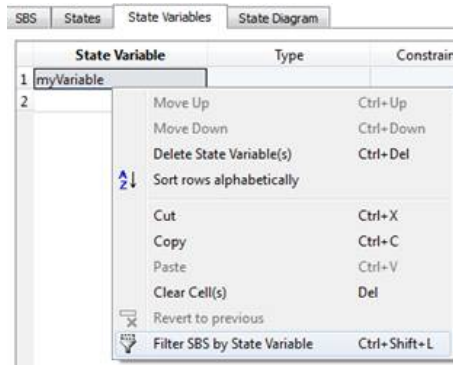 SBS States State Variables State Diagram
State Variable Type Constrain
1 myVariable
2
Move Up Ctrl+Up
Move Down Ctrl+Down
Delete State Variable(s) Ctrl+Del
Sort rows alphabetically
Cut Ctrl+X
Copy Ctrl+C
Paste Ctrl+V
Clear Cell(s) Del
Revert to previous
Filter SBS by State Variable Ctrl+Shift+L